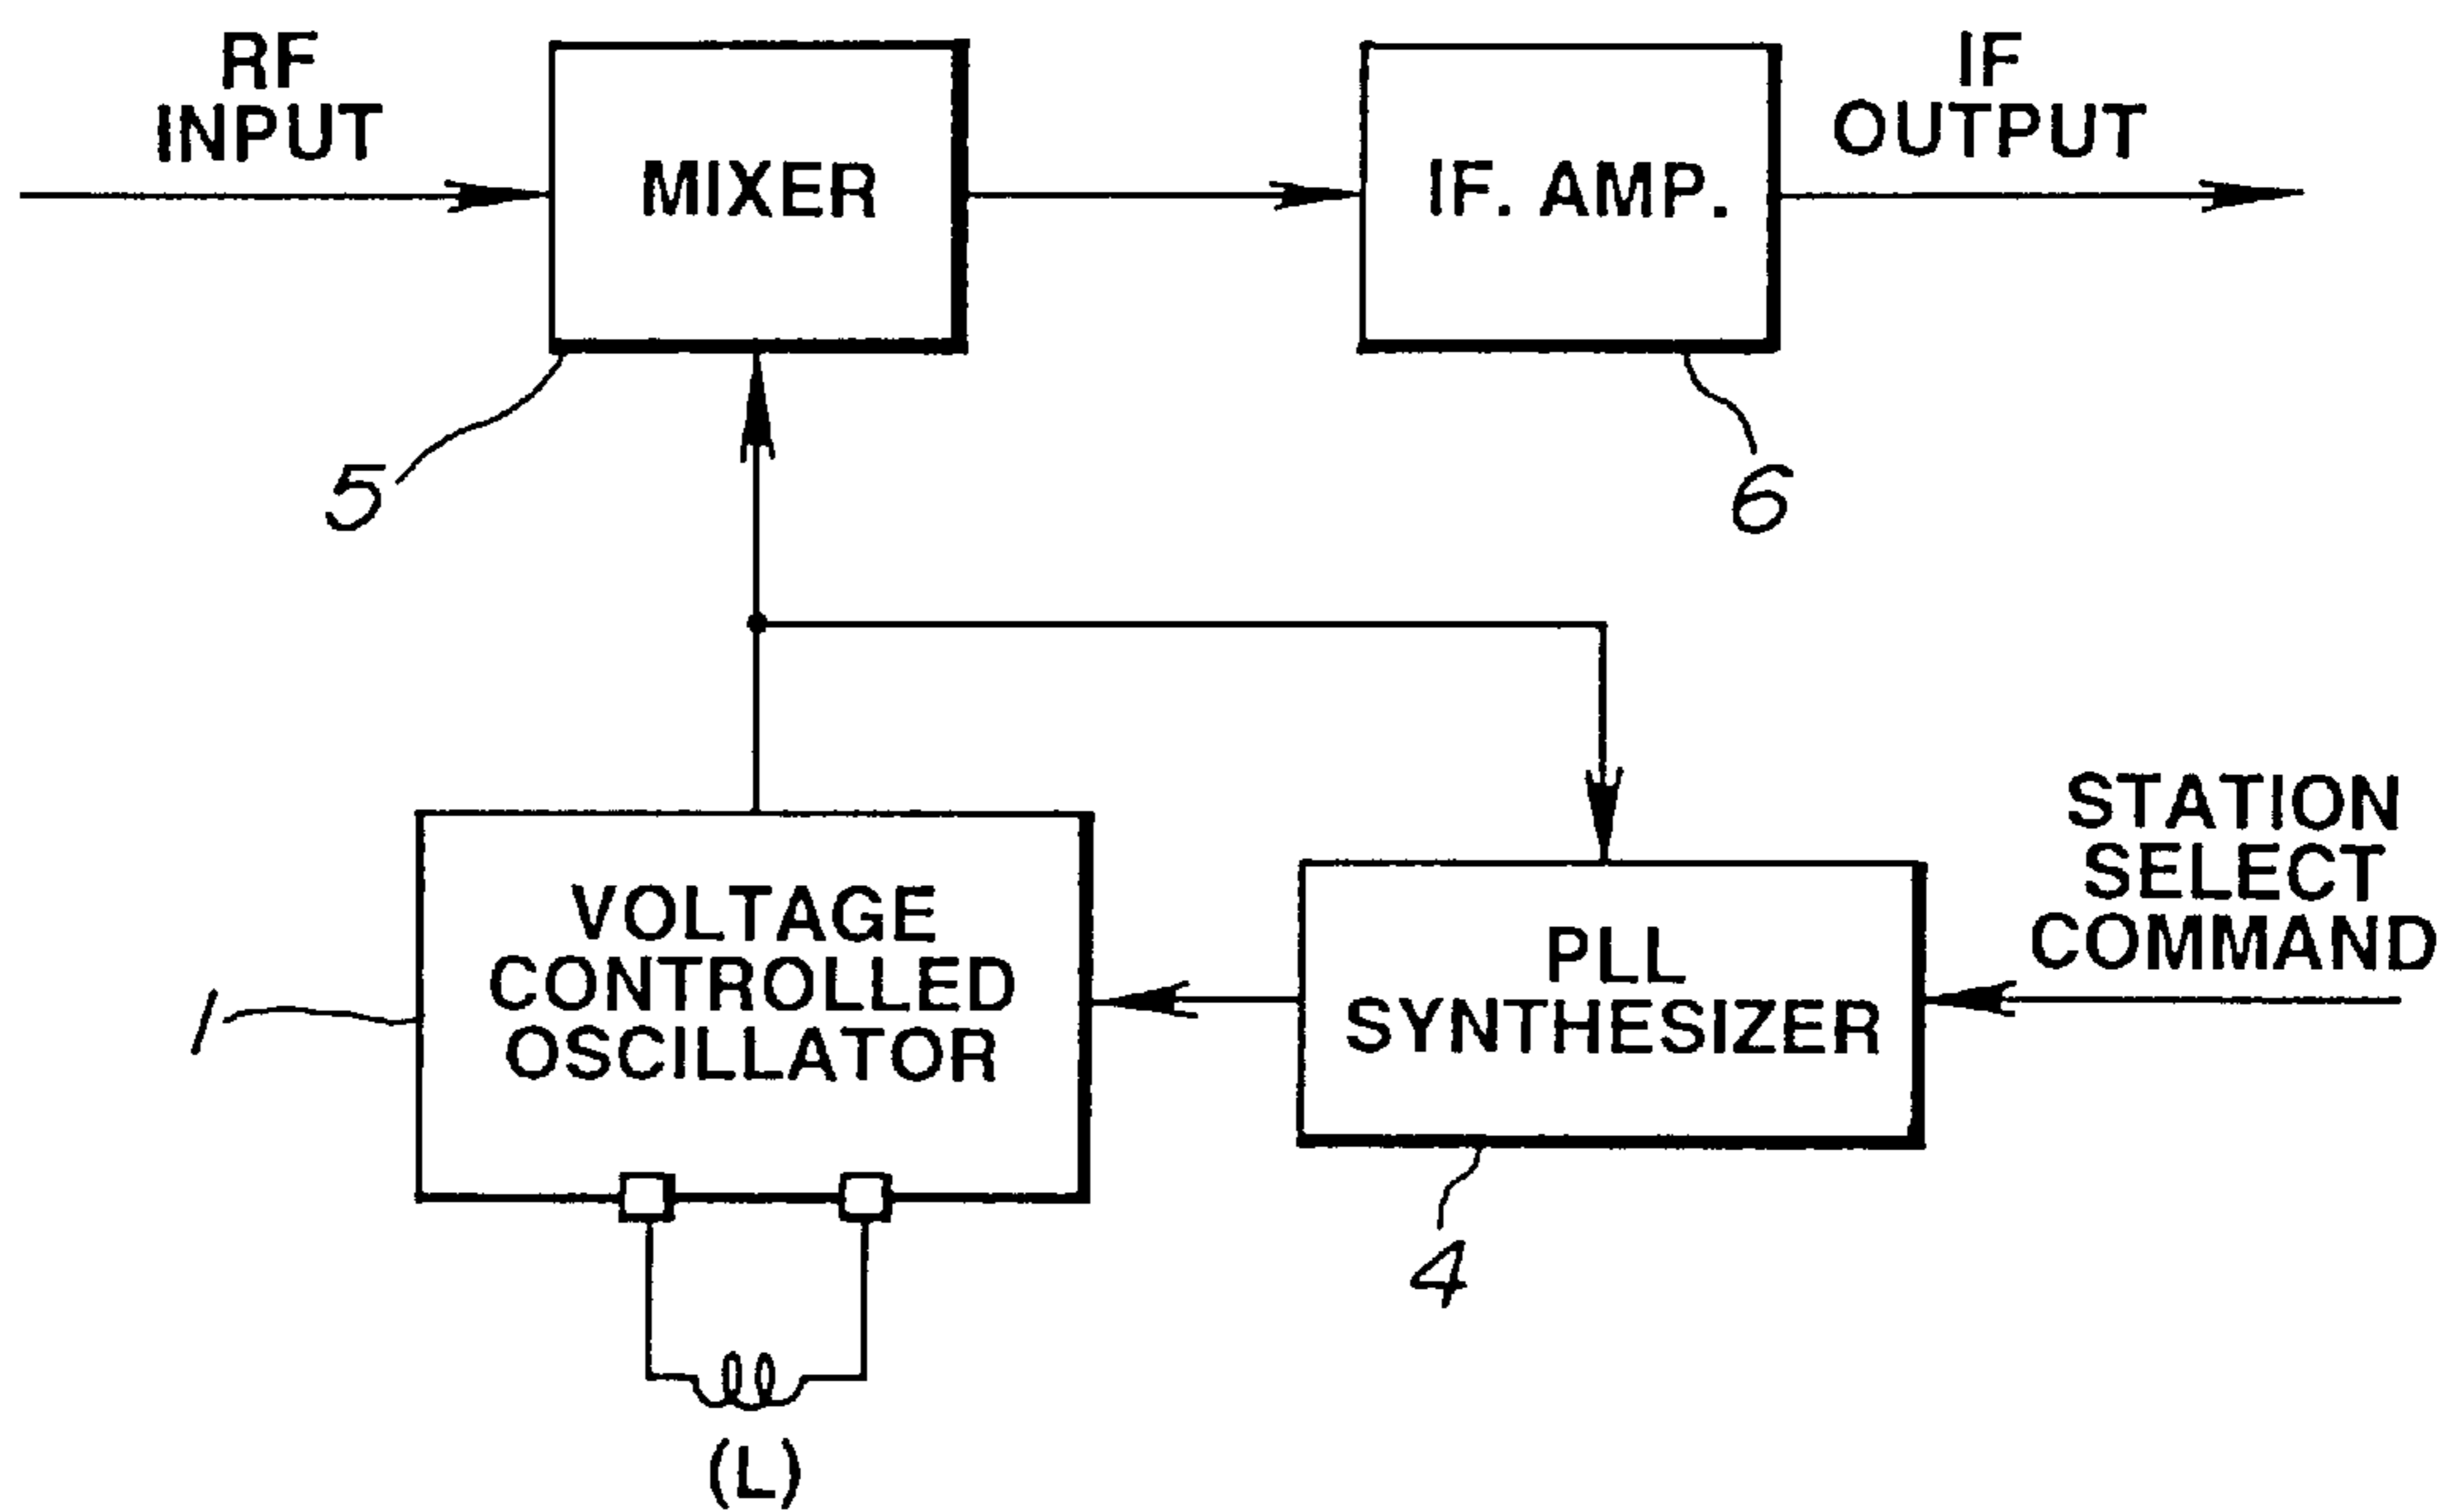 RF
INPUT
MIXER
IF. AMP.
IF
OUTPUT
5
6
VOLTAGE
CONTROLLED
OSCILLATOR
1
PLL
SYNTHESIZER
STATION
SELECT
COMMAND
4
(L)